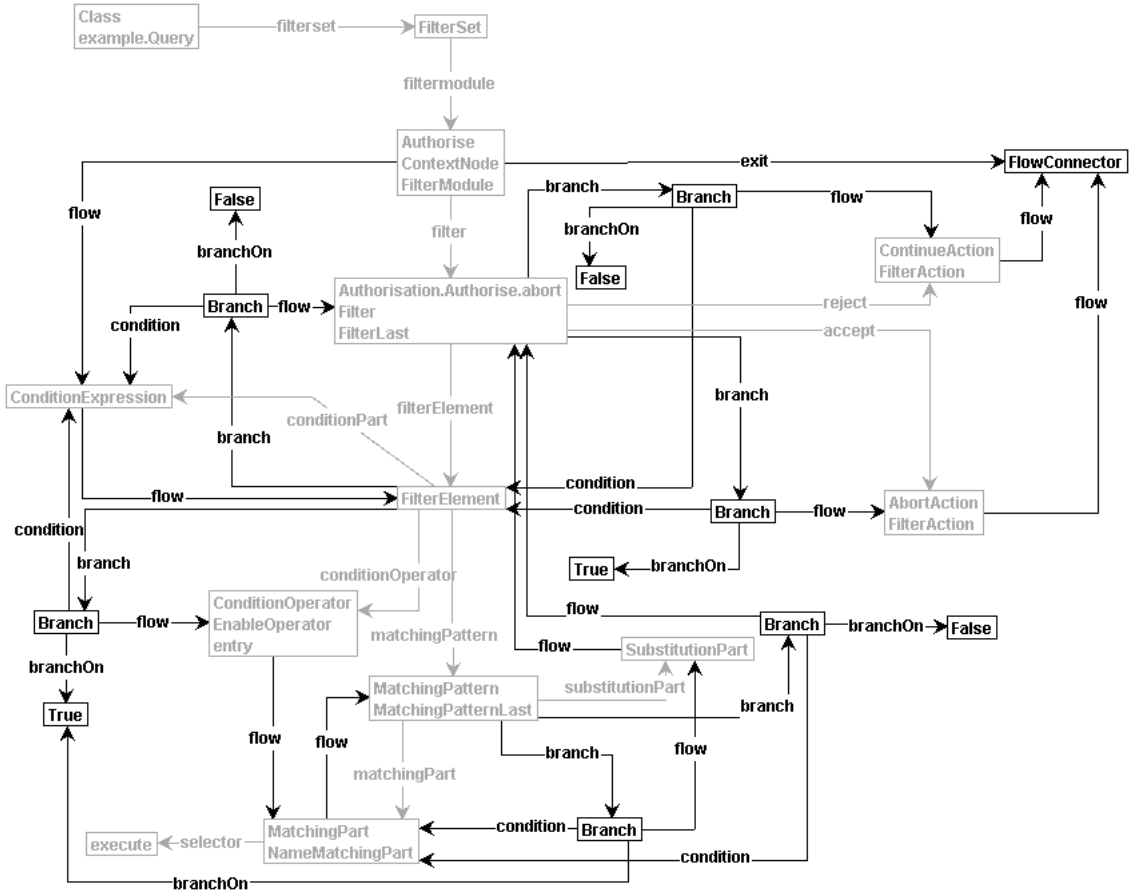 Class
example.Query
filterset
FilterSet
filtermodule
Authorise
ContextNode
FilterModule
exit
FlowConnector
False
flow
branch
Branch
flow
flow
filter
branchOn
branchOn
False
ContinueAction
FilterAction
Authorisation.Authorise.abort
Filter
FilterLast
Branch
flow
condition
reject
flow
accept
ConditionExpression
branch
filterElement
conditionPart
branch
flow
FilterElement
condition
condition
Branch
flow
AbortAction
FilterAction
condition
branch
True
branchOn
conditionOperator
ConditionOperator
EnableOperator
entry
Branch
flow
flow
Branch
branchOn
False
matchingPattern
flow
SubstitutionPart
branchOn
MatchingPattern
MatchingPatternLast
substitutionPart
branch
True
flow
flow
branch
flow
matchingPart
MatchingPart
NameMatchingPart
condition
Branch
execute
selector
condition
branchOn